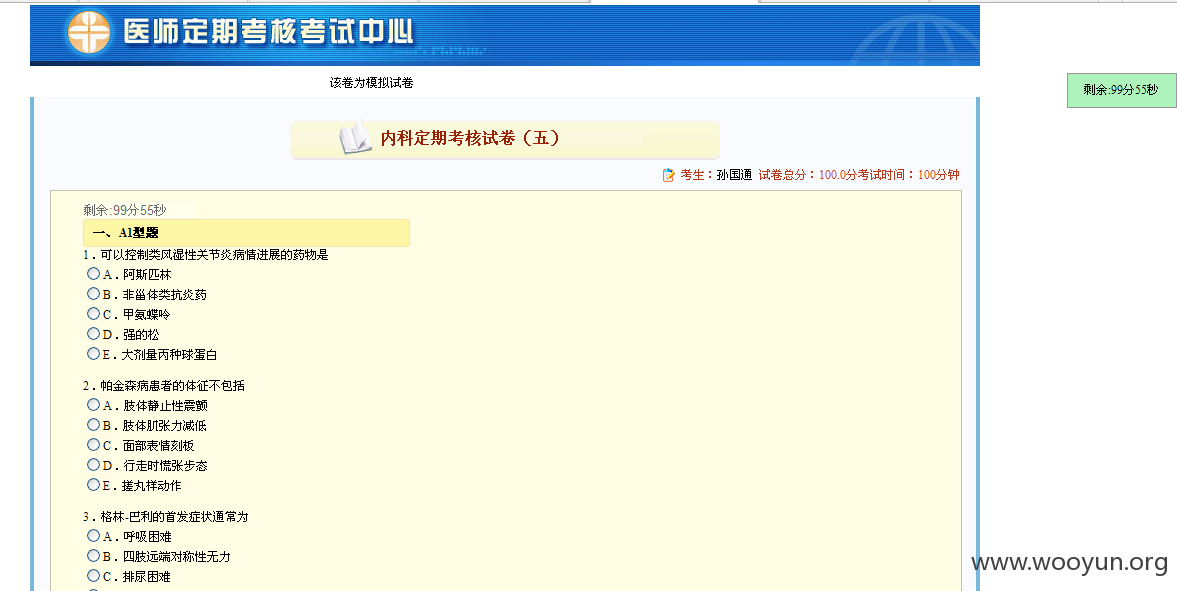 医师定期考核考试中心
该卷为模拟试卷
剩余:99分55秒
内科定期考核试卷（五）
考生：孙国通 试卷总分：100.0分考试时间：100分钟
剩余:99分55秒
一、A1型题
1．可以控制类风湿性关节炎病情进展的药物是
A．阿斯匹林
B．非甾体类抗炎药
C．甲氨蝶呤
D．强的松
E．大剂量丙种球蛋白
2．帕金森病患者的体征不包括
A．肢体静止性震颤
B．肢体肌张力减低
C．面部表情刻板
D．行走时慌张步态
E．搓丸样动作
3．格林-巴利的首发症状通常为
A．呼吸困难
B．四肢远端对称性无力
C．排尿困难
www.wooyun.org